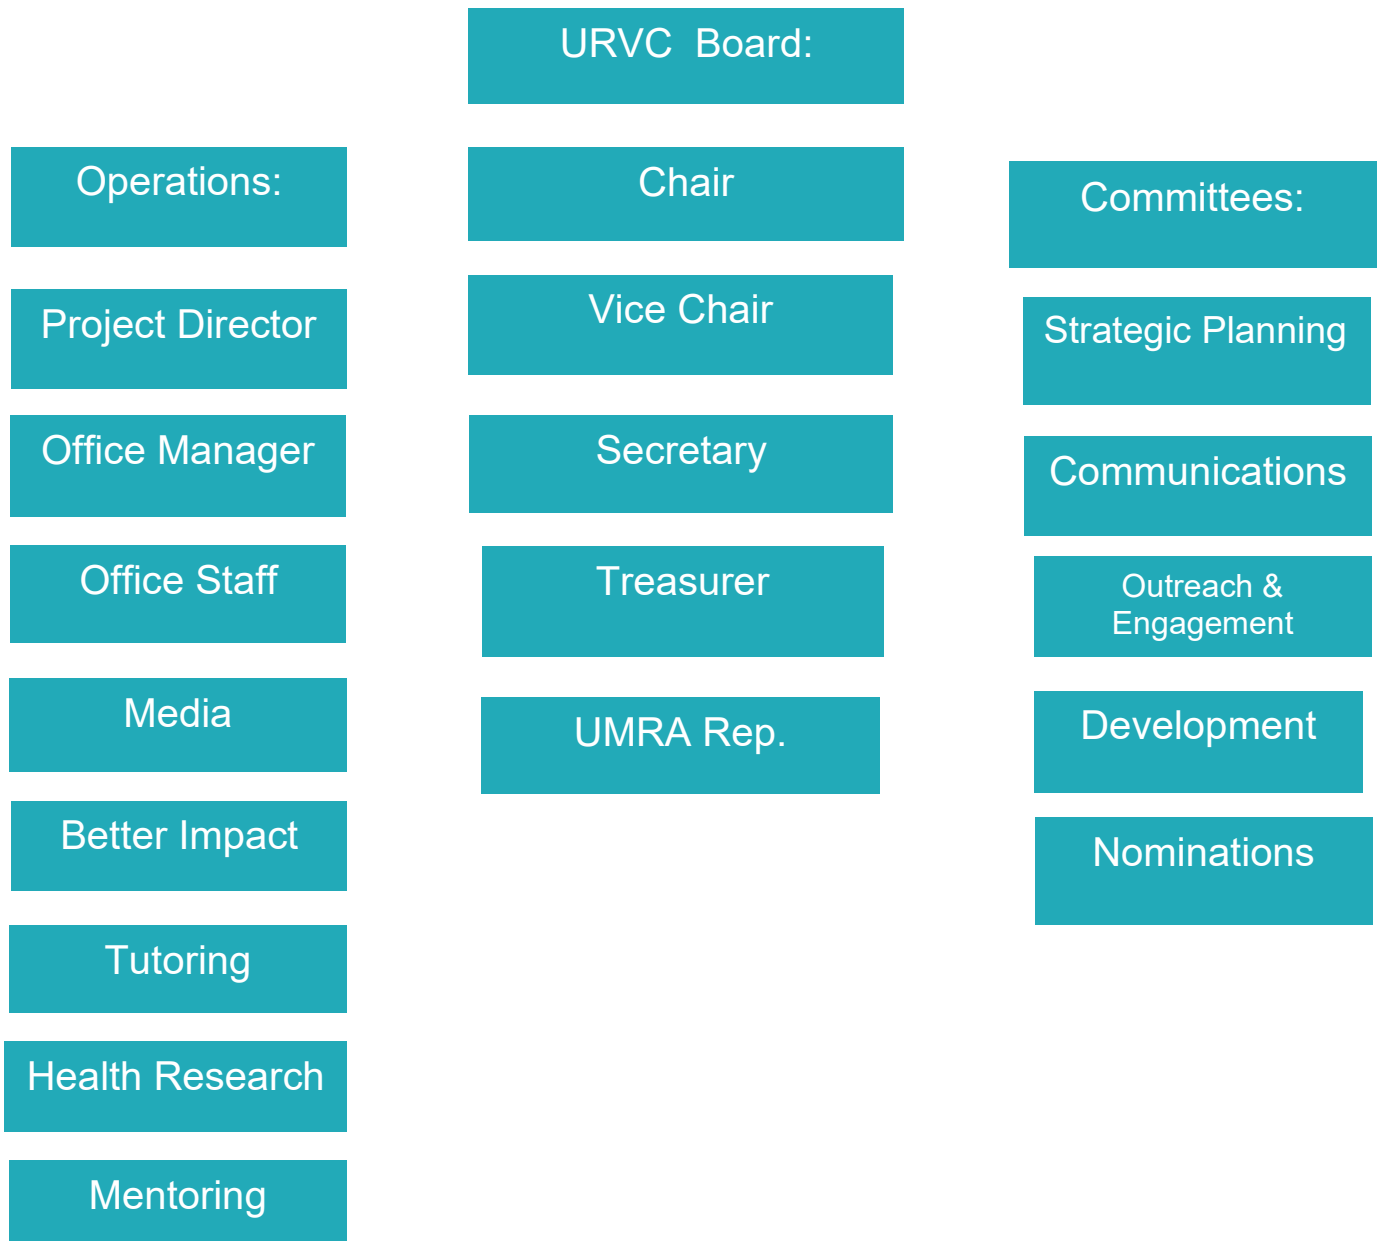 URVC  Board:
Chair
Vice Chair
Secretary
Treasurer
UMRA Rep.
Operations:
Project Director
Office Manager
Office Staff
Media
Better Impact
Tutoring
Health Research
Mentoring
Committees:
Strategic Planning
Communications
Outreach &
Engagement
Development
Nominations